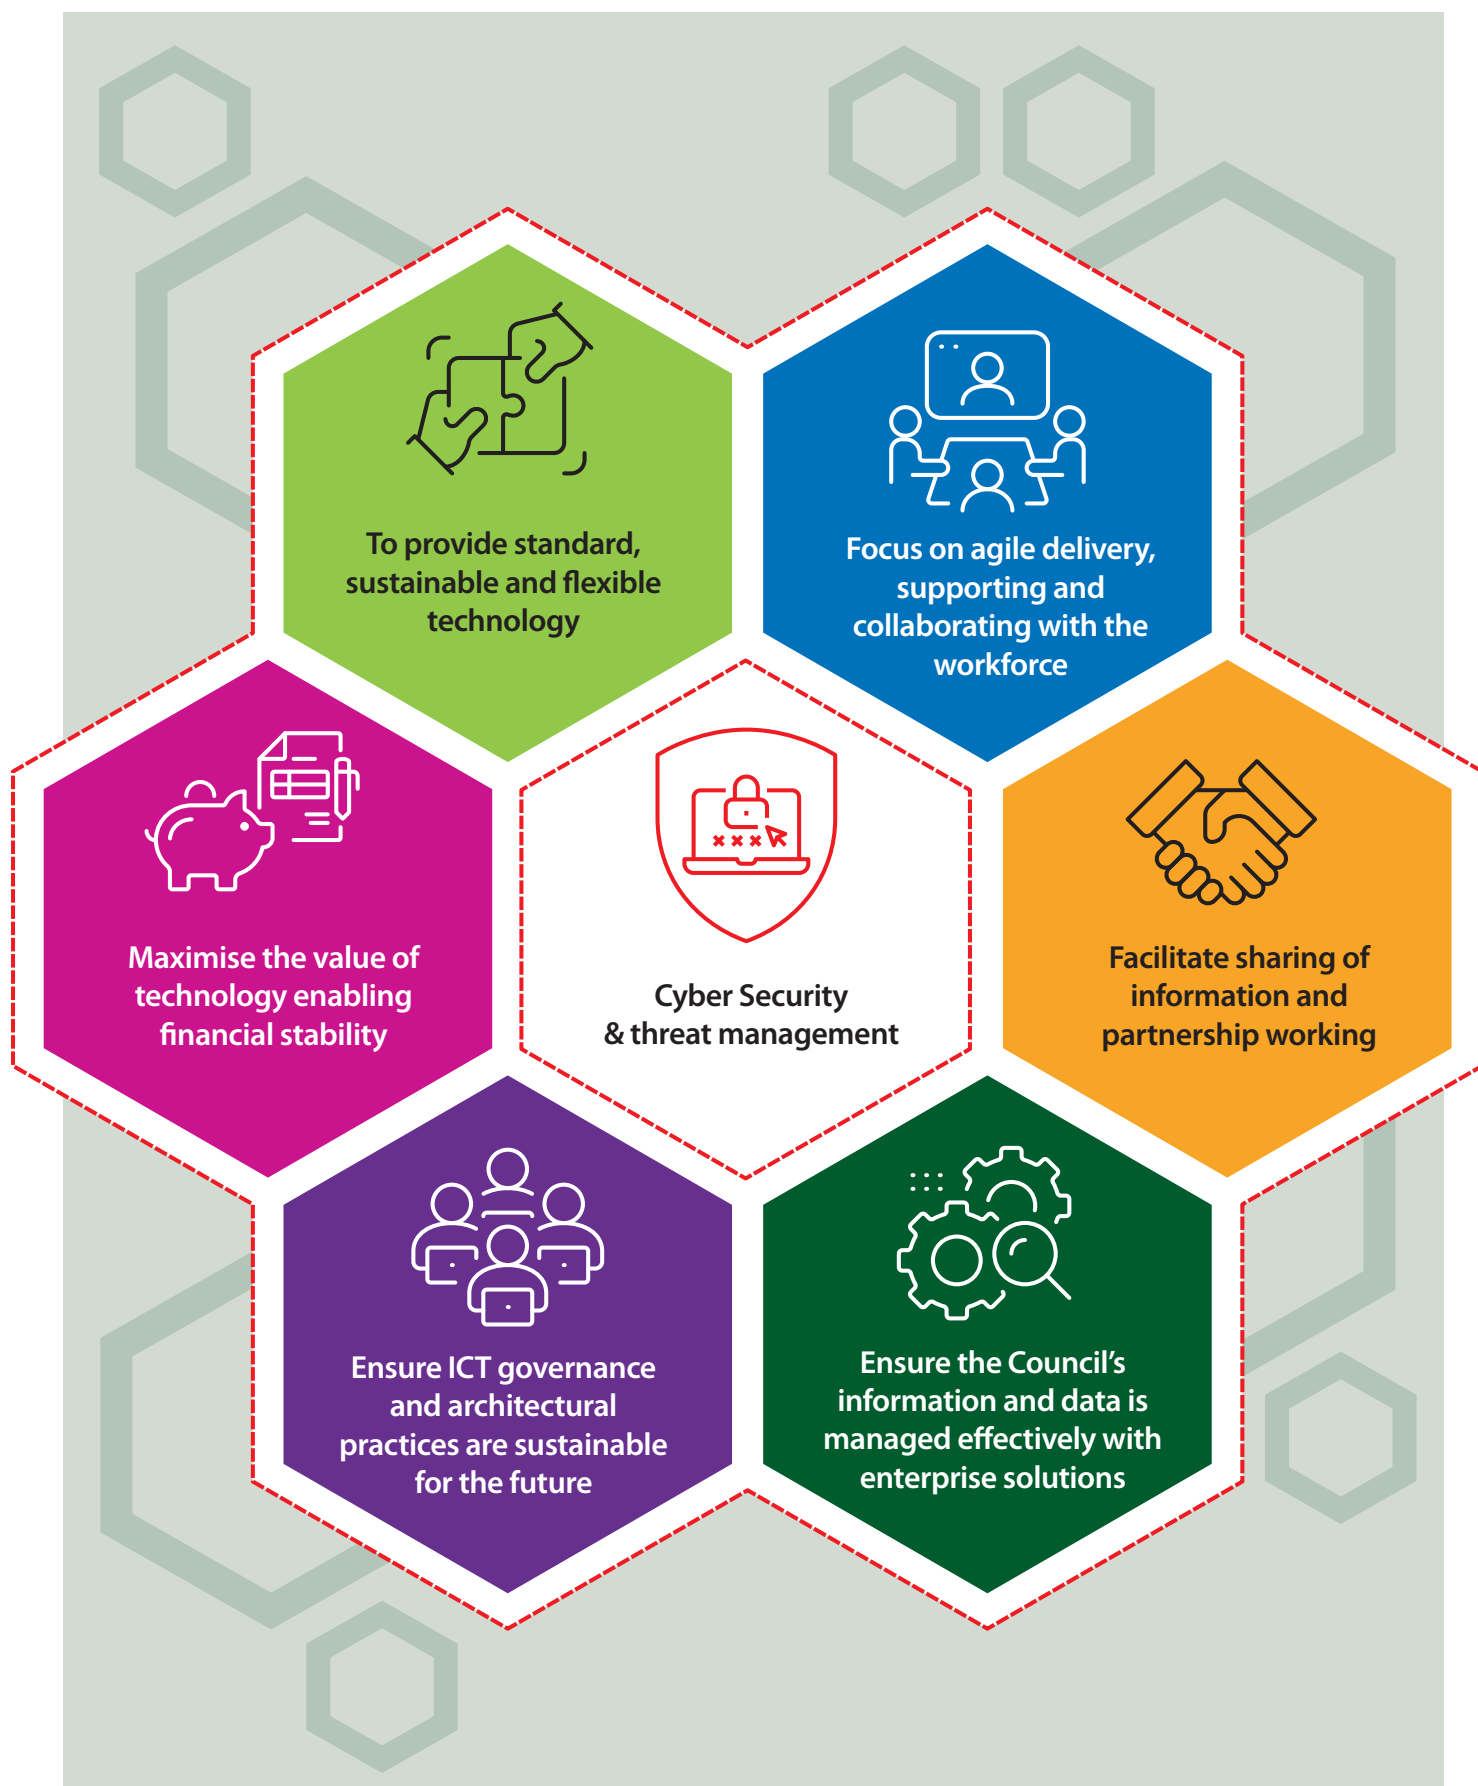 To provide standard,
sustainable and flexible
technology
Focus on agile delivery,
supporting and
collaborating with the
workforce
Maximise the value of
technology enabling
financial stability
Cyber Security
& threat management
Facilitate sharing of
information and
partnership working
Ensure ICT governance
and architectural
practices are sustainable
for the future
Ensure the Council’s
information and data is
managed effectively with
enterprise solutions